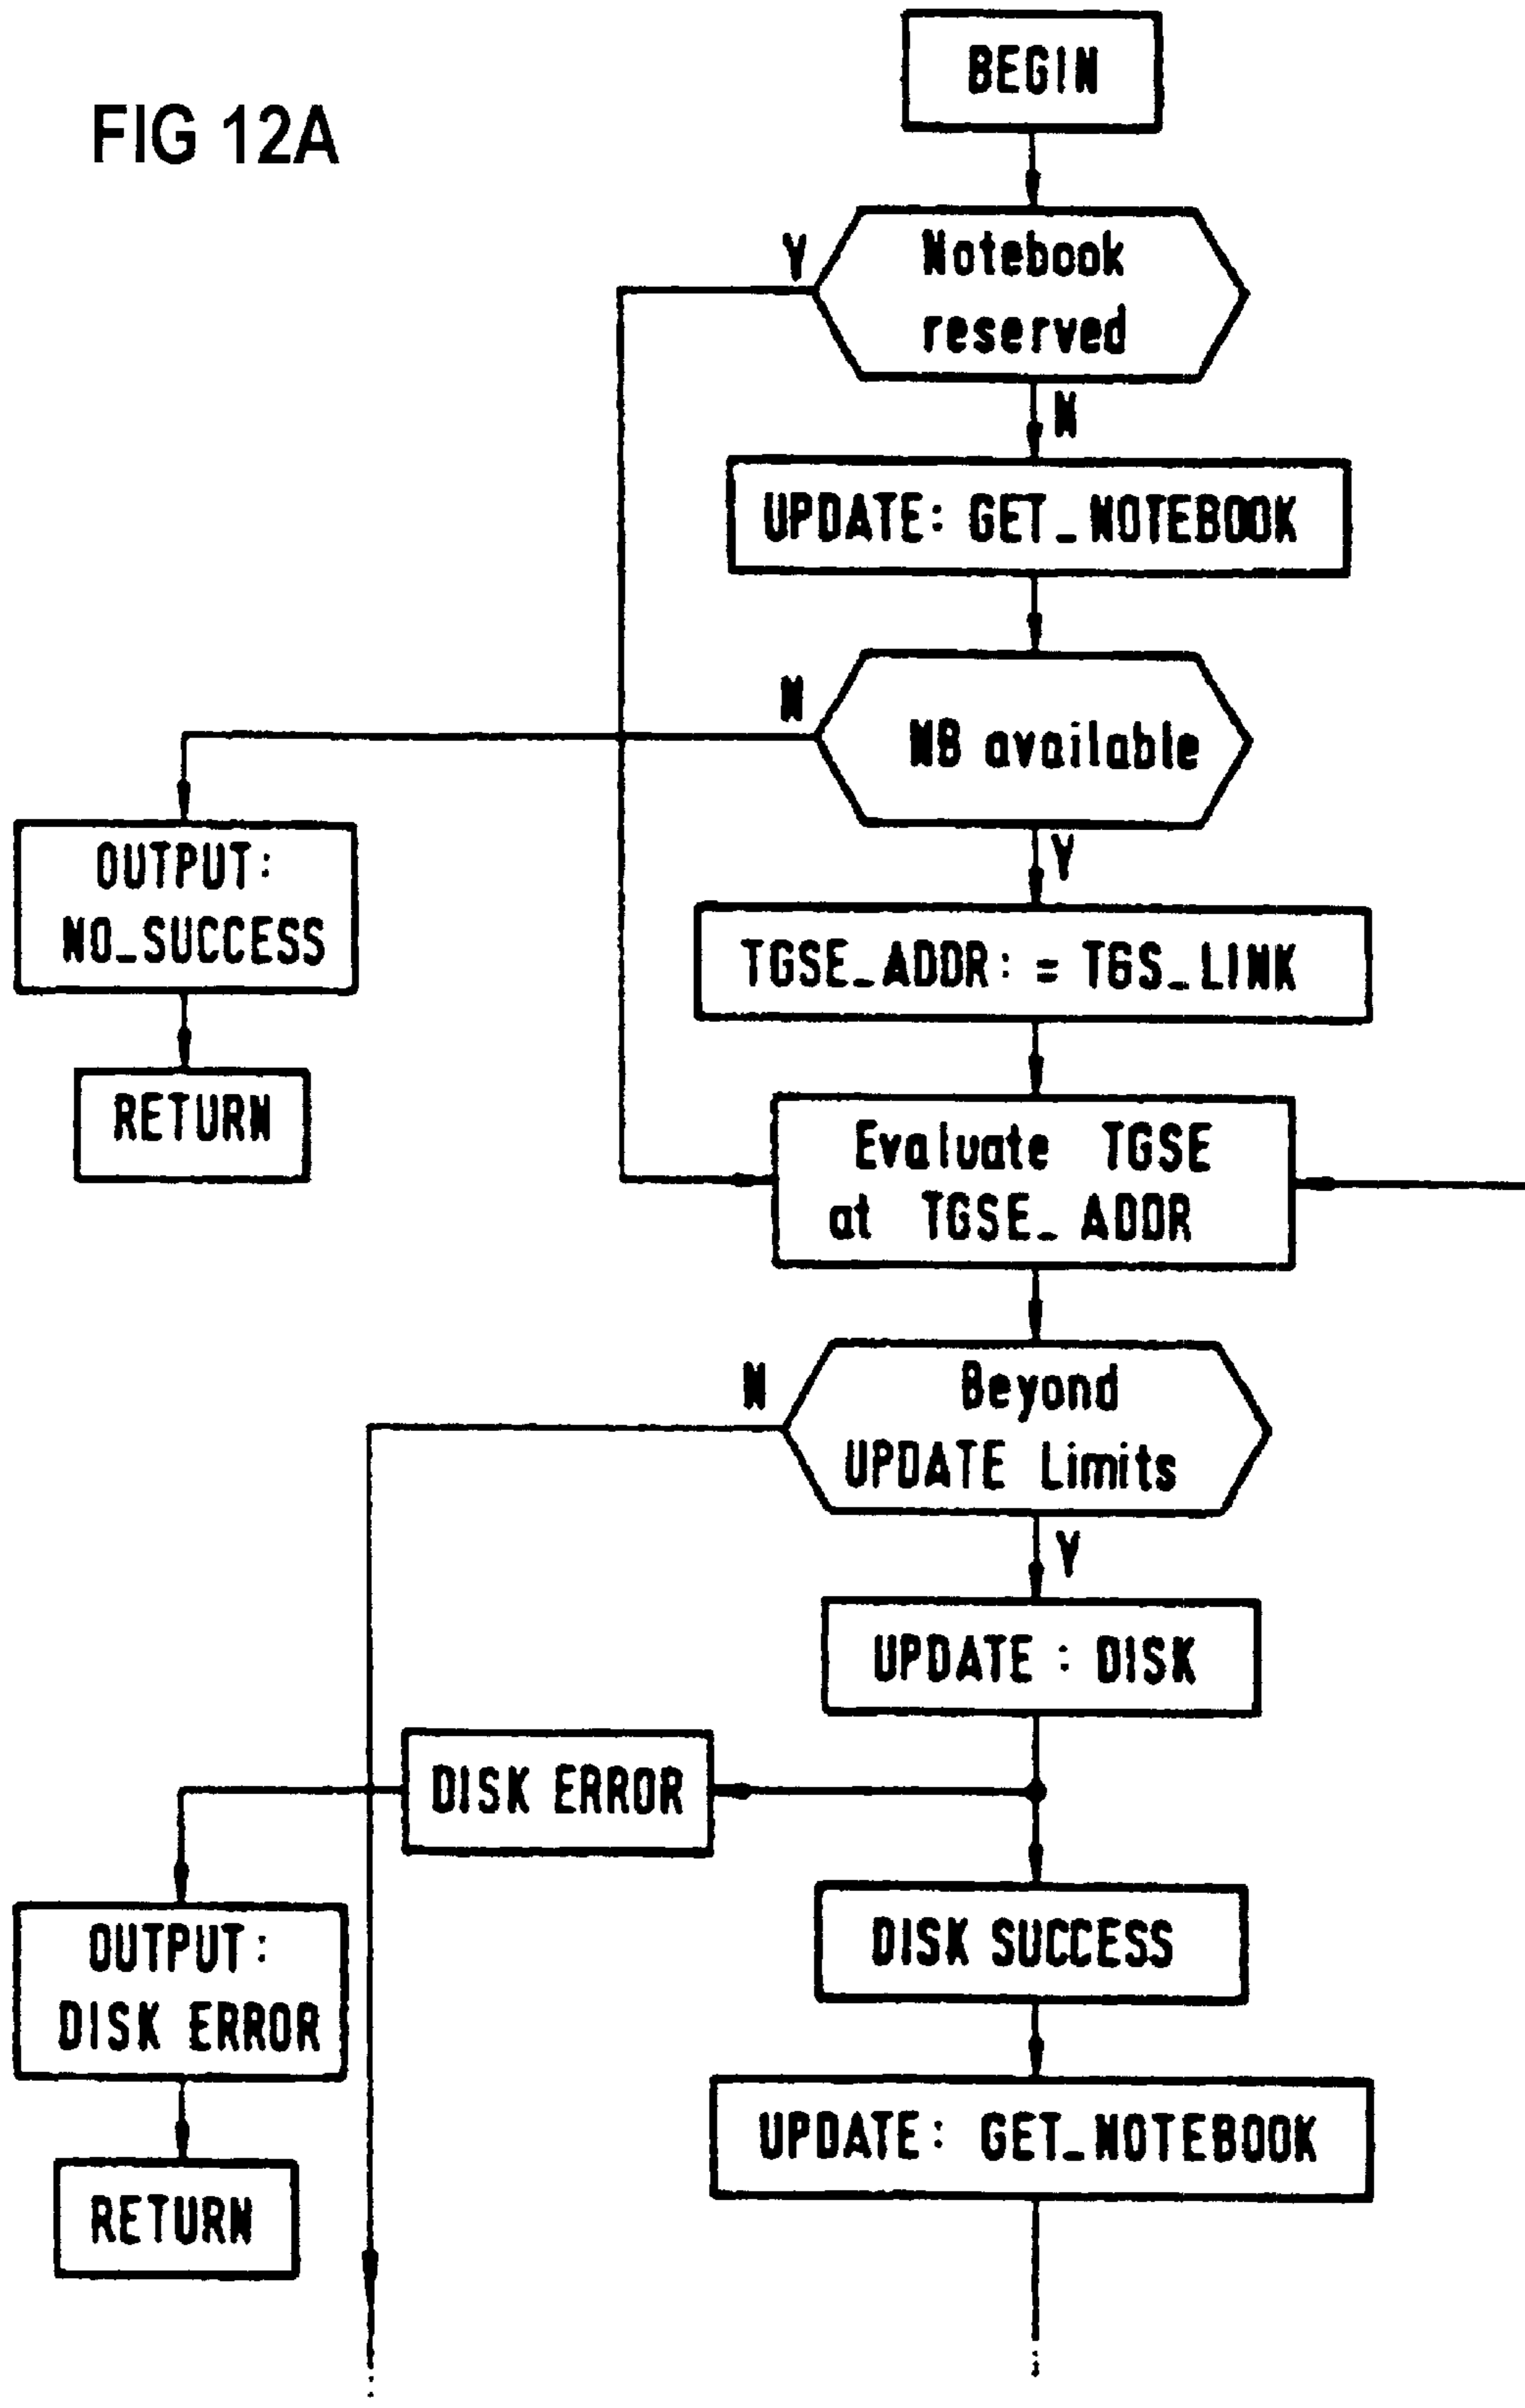 FIG 12A
BEGIN
Y
Notebook
reserved
N
UPDATE: GET_NOTEBOOK
N
NB available
Y
OUTPUT:
NO_SUCCESS
TGSE_ADDR: = TGS_LINK
RETURN
Evaluate TGSE
at TGSE_ADDR
N
Beyond
UPDATE Limits
Y
UPDATE : DISK
DISK ERROR
DISK SUCCESS
OUTPUT:
DISK ERROR
UPDATE: GET_NOTEBOOK
RETURN